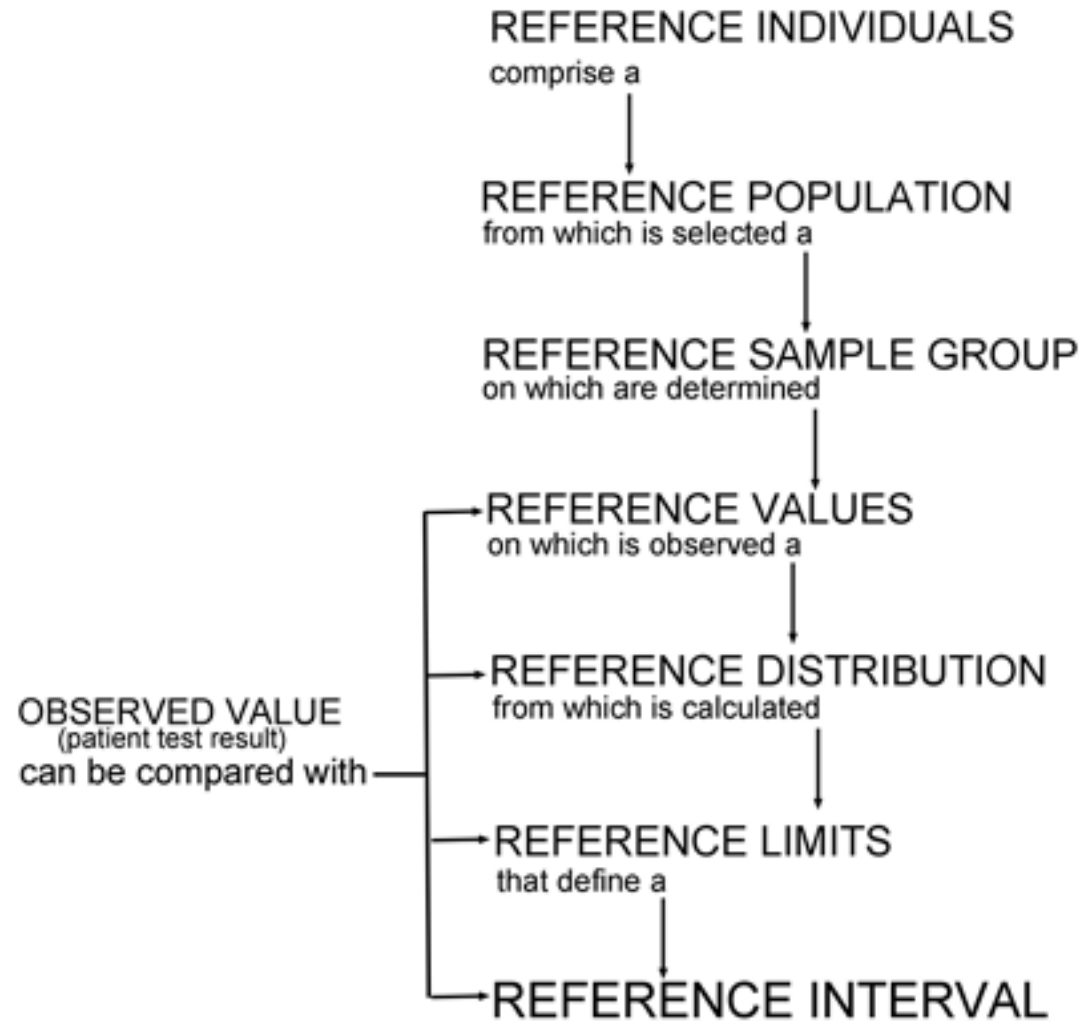 REFERENCE INDIVIDUALS
comprise a
REFERENCE POPULATION
from which is selected a
REFERENCE SAMPLE GROUP
on which are determined
REFERENCE VALUES
on which is observed a
REFERENCE DISTRIBUTION
from which is calculated
OBSERVED VALUE
(patient test result)
can be compared with
REFERENCE LIMITS
that define a
REFERENCE INTERVAL